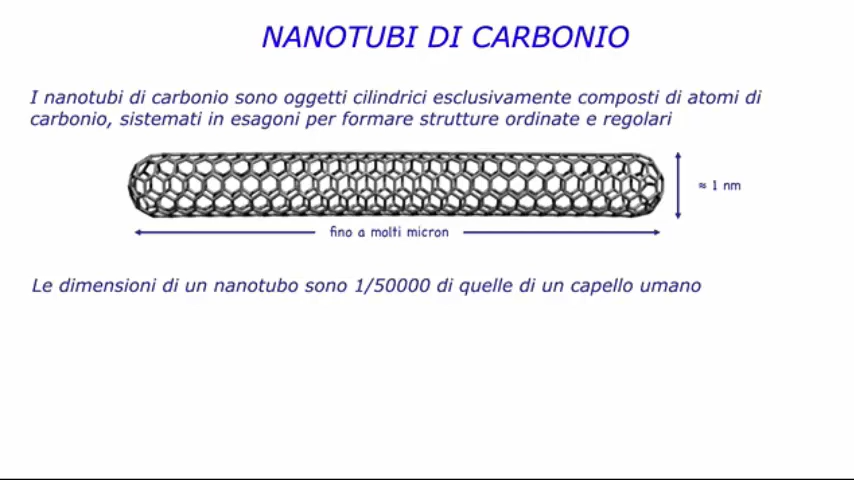 NANOTUBI DI CARBONIO
I nanotubi di carbonio sono oggetti cilindrici esclusivamente composti di atomi di
carbonio, sistemati in esagoni per formare strutture ordinate e regolari
≈ 1 nm
fino a molti micron
Le dimensioni di un nanotubo sono 1/50000 di quelle di un capello umano